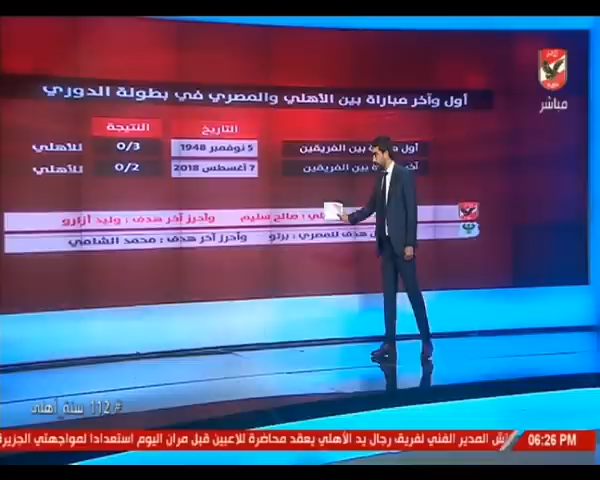 أول وآخر مباراة بين الأهلي والمصري في بطولة الدوري
مباشر
التاريخ النتيجة
أول بين الفريقين 5 نوفمبر 1948 0/3 للأهلي
آخر بين الفريقين 7 أغسطس 2018 0/2 للأهلي
: صالح سليم وأحرز آخر هدف : وليد أزارو
هدف للمصري : برتو وأحرز آخر هدف : محمد الشامي
#112 سنة_أهلي
المدير الفني لفريق رجال يد الأهلي يعقد محاضرة للاعبين قبل مران اليوم استعدادا لمواجهتي الجزيرة
06:26 PM